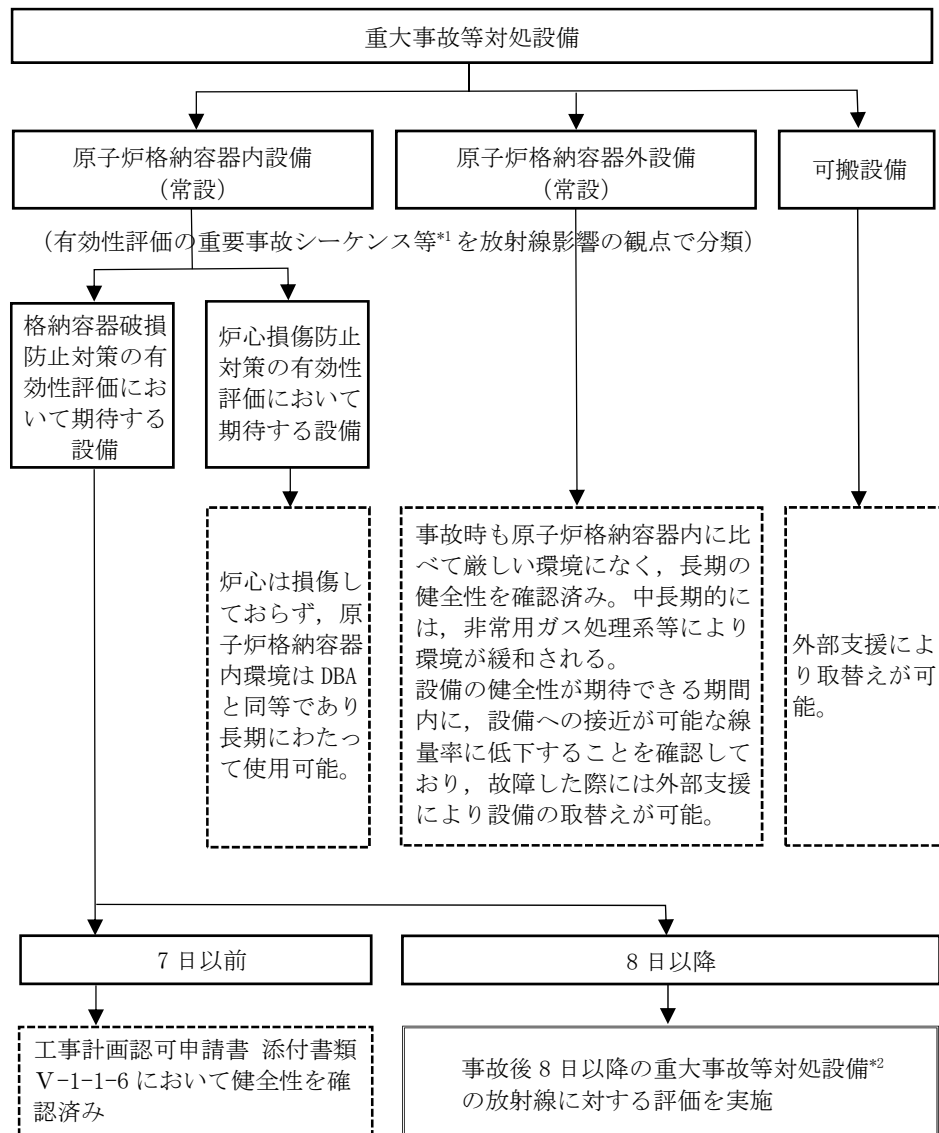 重大事故等対処設備
原子炉格納容器内設備
（常設）
原子炉格納容器外設備
（常設）
可搬設備
（有効性評価の重要事故シーケンス等*1を放射線影響の観点で分類）
格納容器破損
防止対策の有
効性評価にお
いて期待する
設備
炉心損傷防止
対策の有効性
評価において
期待する設備
炉心は損傷し
ておらず，原
子炉格納容器
内環境は DBA
と同等であり
長期にわたっ
て使用可能。
事故時も原子炉格納容器内に比
べて厳しい環境になく，長期の
健全性を確認済み。中長期的に
は，非常用ガス処理系等により
環境が緩和される。
設備の健全性が期待できる期間
内に，設備への接近が可能な線
量率に低下することを確認して
おり，故障した際には外部支援
により設備の取替えが可能。
外部支援によ
り取替えが可
能。
7 日以前
8 日以降
工事計画認可申請書 添付書類
Ⅴ-1-1-6 において健全性を確
認済み
事故後 8 日以降の重大事故等対処設備*2
の放射線に対する評価を実施